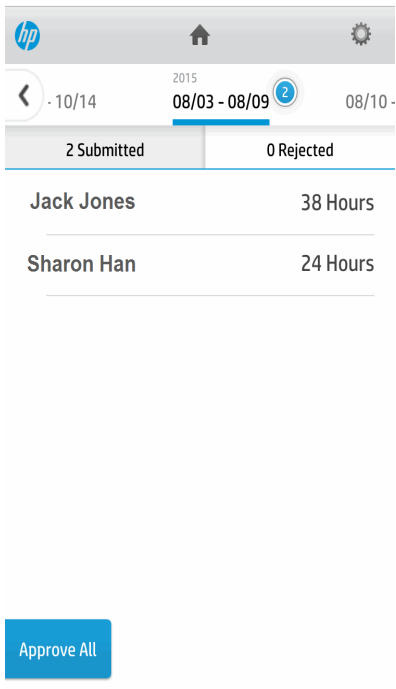 hp
2015
- 10/14 08/03 - 08/09 2 08/10 -
2 Submitted 0 Rejected
Jack Jones 38 Hours
Sharon Han 24 Hours
Approve All